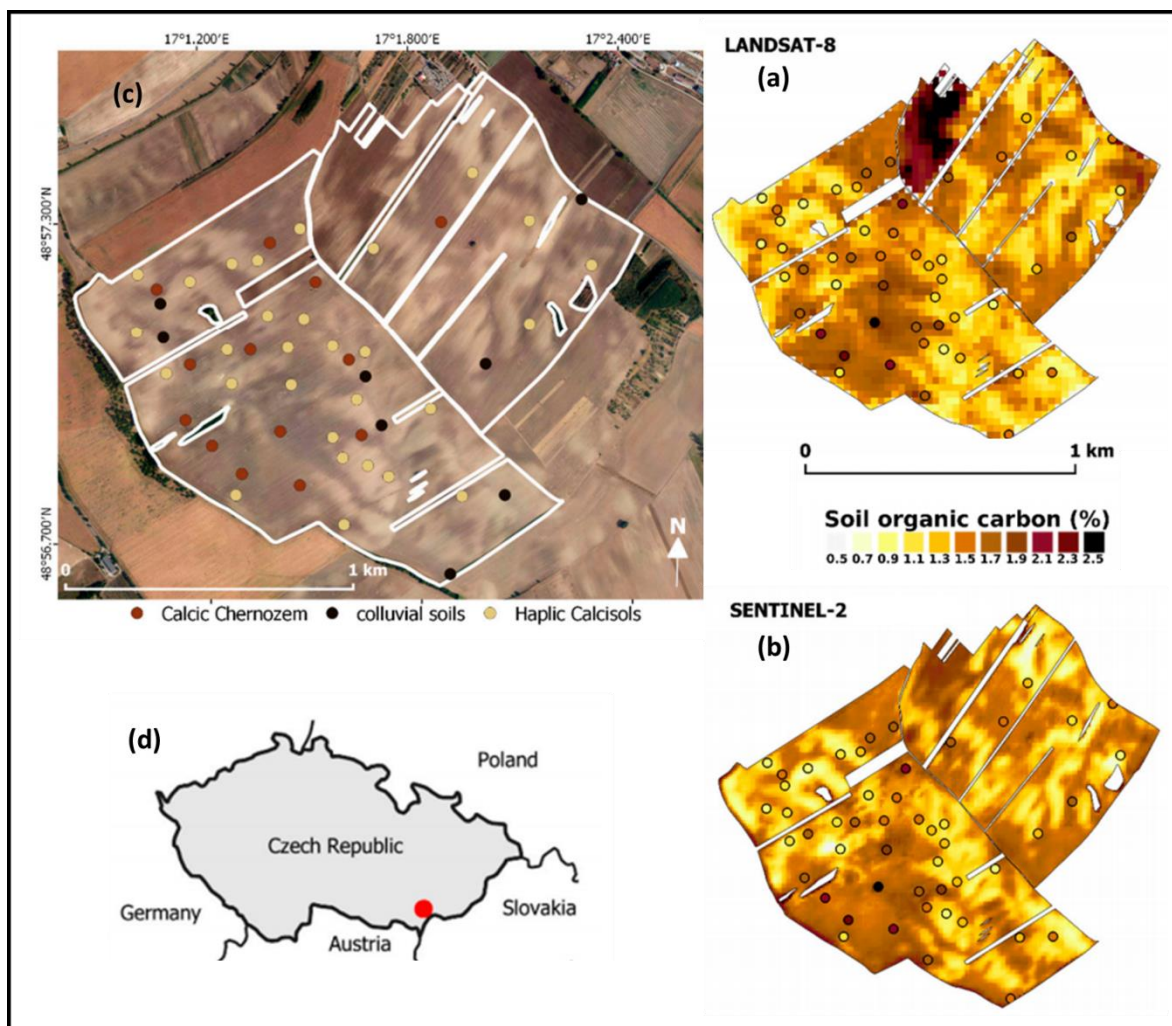 17°1.200'E 17°1.800'E 17°2.400'E
(c)
48°57.300'N
48°56.700'N
0 1 km
N
Calcic Chernozem colluvial soils Haplic Calcisols
LANDSAT-8
(a)
0 1 km
Soil organic carbon (%)
0.5 0.7 0.9 1.1 1.3 1.5 1.7 1.9 2.1 2.3 2.5
SENTINEL-2
(b)
(d)
Poland
Czech Republic
Germany
Slovakia
Austria